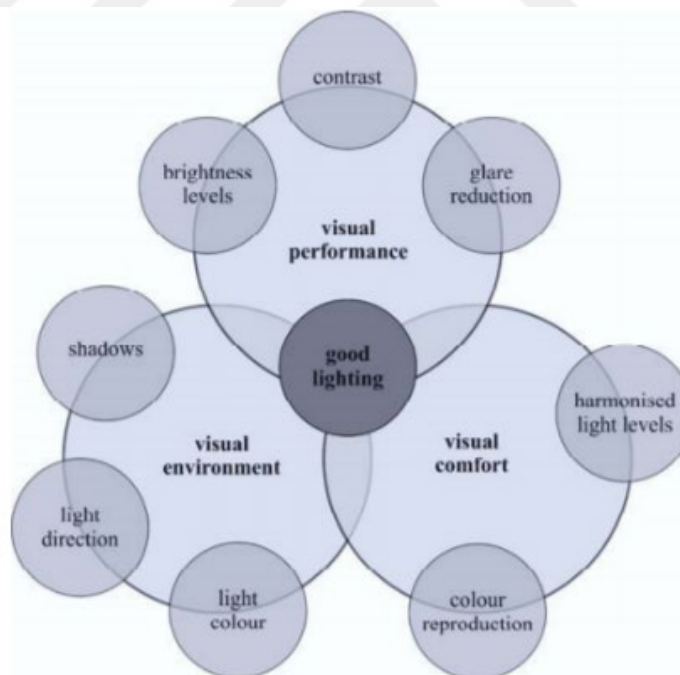 contrast
brightness
levels
glare
reduction
visual
performance
shadows
good
lighting
harmonised
light levels
visual
environment
visual
comfort
light
direction
light
colour
colour
reproduction